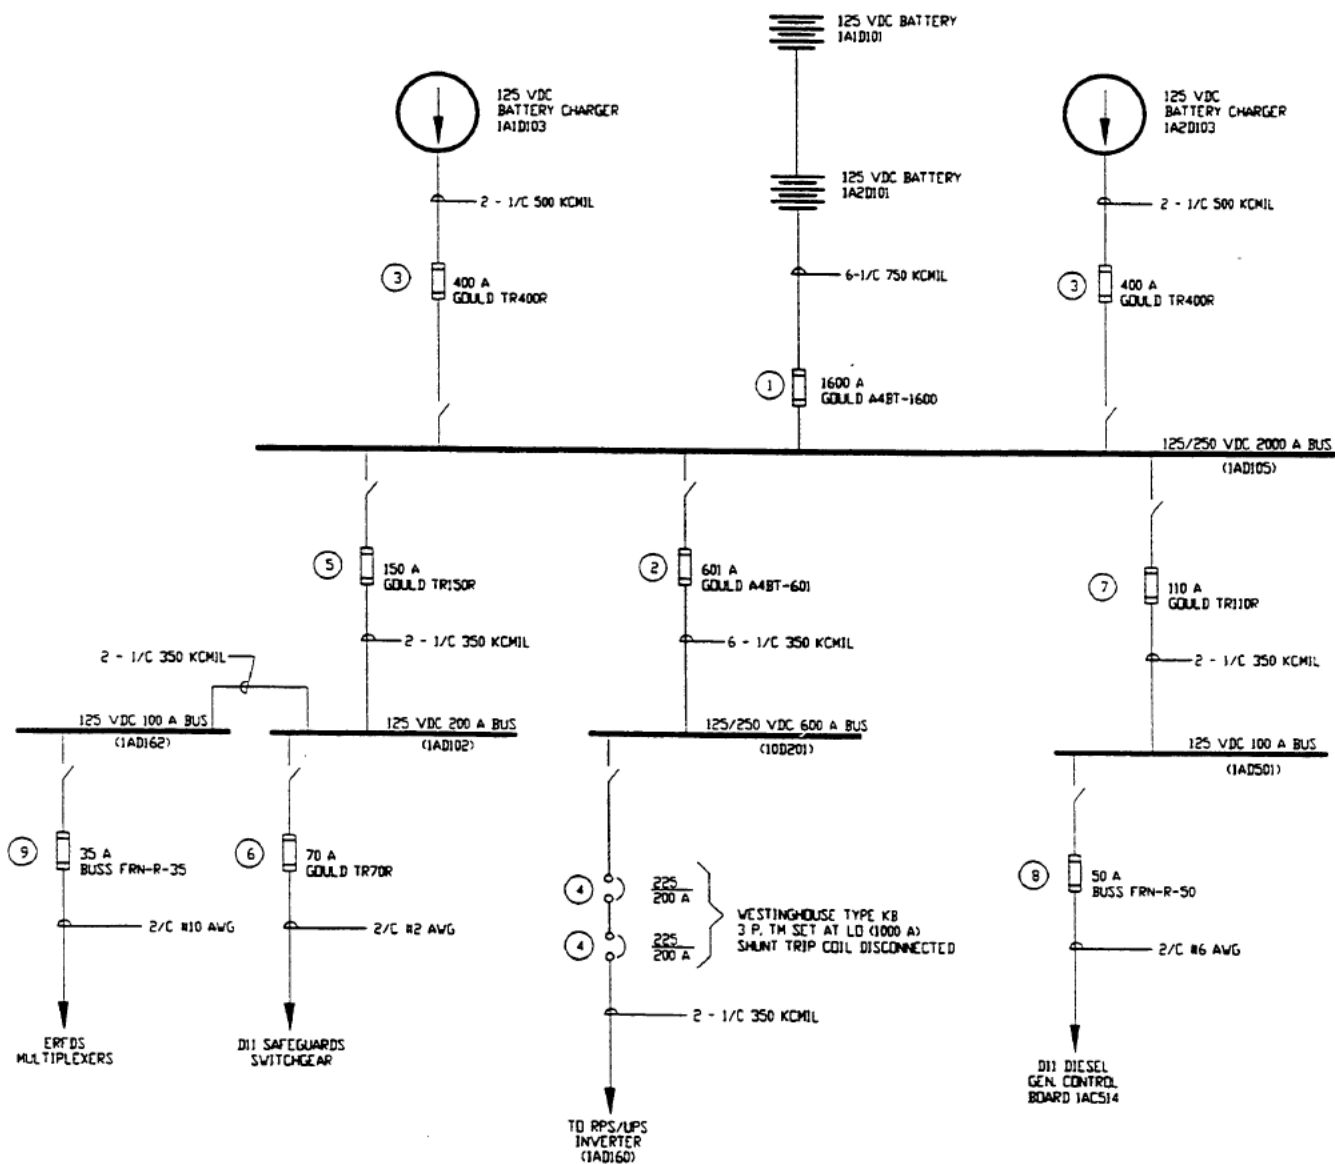 125 VDC BATTERY
1A1D101
125 VDC
BATTERY CHARGER
1A1D103
125 VDC
BATTERY CHARGER
1A2D103
125 VDC BATTERY
1A2D101
2 - 1/C 500 KCMIL
2 - 1/C 500 KCMIL
6-1/C 750 KCMIL
3
400 A
GOULD TR400R
3
400 A
GOULD TR400R
1
1600 A
GOULD A4BT-1600
125/250 VDC 2000 A BUS
(1AD105)
5
150 A
GOULD TR150R
2
601 A
GOULD A4BT-601
7
110 A
GOULD TR110R
2 - 1/C 350 KCMIL
2 - 1/C 350 KCMIL
6 - 1/C 350 KCMIL
2 - 1/C 350 KCMIL
125 VDC 100 A BUS
(1AD162)
125 VDC 200 A BUS
(1AD102)
125/250 VDC 600 A BUS
(10D201)
125 VDC 100 A BUS
(1AD501)
9
35 A
BUSS FRN-R-35
6
70 A
GOULD TR70R
4
225
200 A
4
225
200 A
WESTINGHOUSE TYPE KB
3 P, TM SET AT LO (1000 A)
SHUNT TRIP COIL DISCONNECTED
8
50 A
BUSS FRN-R-50
2/C #10 AWG
2/C #2 AWG
2/C #6 AWG
2 - 1/C 350 KCMIL
ERFDS
MULTIPLEXERS
D11 SAFEGUARDS
SWITCHGEAR
TO RPS/UPS
INVERTER
(1AD160)
D11 DIESEL
GEN. CONTROL
BOARD 1AC514